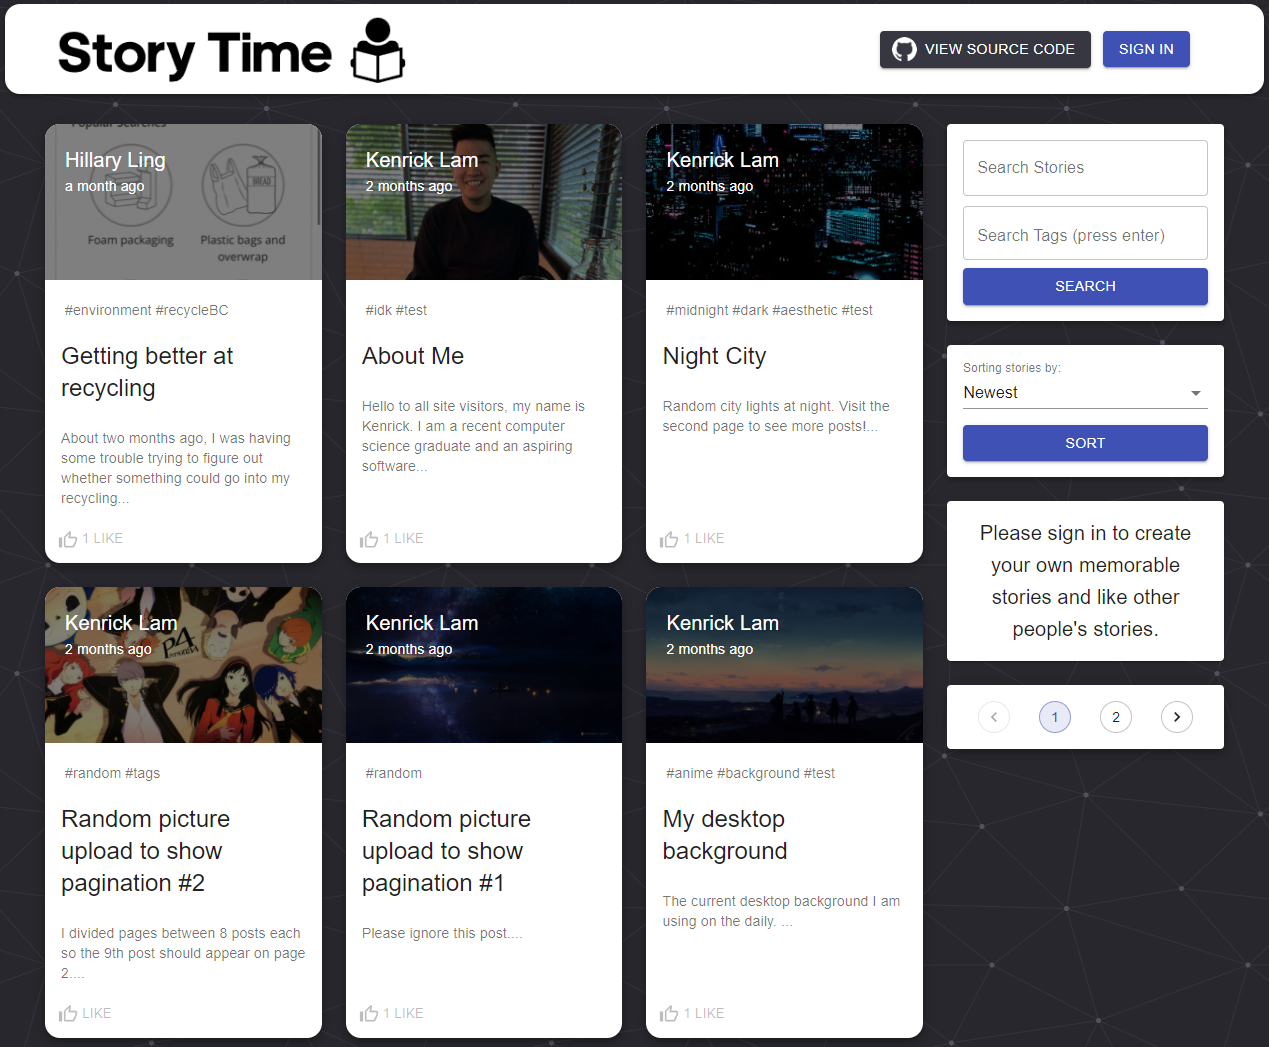 Story Time
VIEW SOURCE CODE
SIGN IN
Hillary Ling
a month ago
Foam packaging
BREAD
Plastic bags and
overwrap
#environment #recycleBC
Getting better at
recycling
About two months ago, I was having
some trouble trying to figure out
whether something could go into my
recycling...
1 LIKE
Kenrick Lam
2 months ago
#idk #test
About Me
Hello to all site visitors, my name is
Kenrick. I am a recent computer
science graduate and an aspiring
software...
1 LIKE
Kenrick Lam
2 months ago
#midnight #dark #aesthetic #test
Night City
Random city lights at night. Visit the
second page to see more posts!...
1 LIKE
Kenrick Lam
2 months ago
P4
#random #tags
Random picture
upload to show
pagination #2
I divided pages between 8 posts each
so the 9th post should appear on page
2....
LIKE
Kenrick Lam
2 months ago
#random
Random picture
upload to show
pagination #1
Please ignore this post....
1 LIKE
Kenrick Lam
2 months ago
#anime #background #test
My desktop
background
The current desktop background I am
using on the daily. ...
1 LIKE
Search Stories
Search Tags (press enter)
SEARCH
Sorting stories by:
Newest
SORT
Please sign in to create
your own memorable
stories and like other
people's stories.
1
2